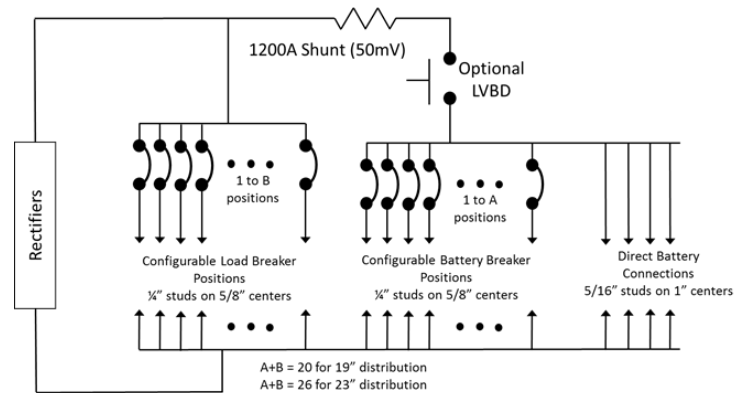 1200A Shunt (50mV)
Optional
LVBD
Rectifiers
1 to B
positions
1 to A
positions
Configurable Load Breaker
Positions
¼” studs on 5/8” centers
Configurable Battery Breaker
Positions
¼” studs on 5/8” centers
Direct Battery
Connections
5/16” studs on 1” centers
A+B = 20 for 19” distribution
A+B = 26 for 23” distribution